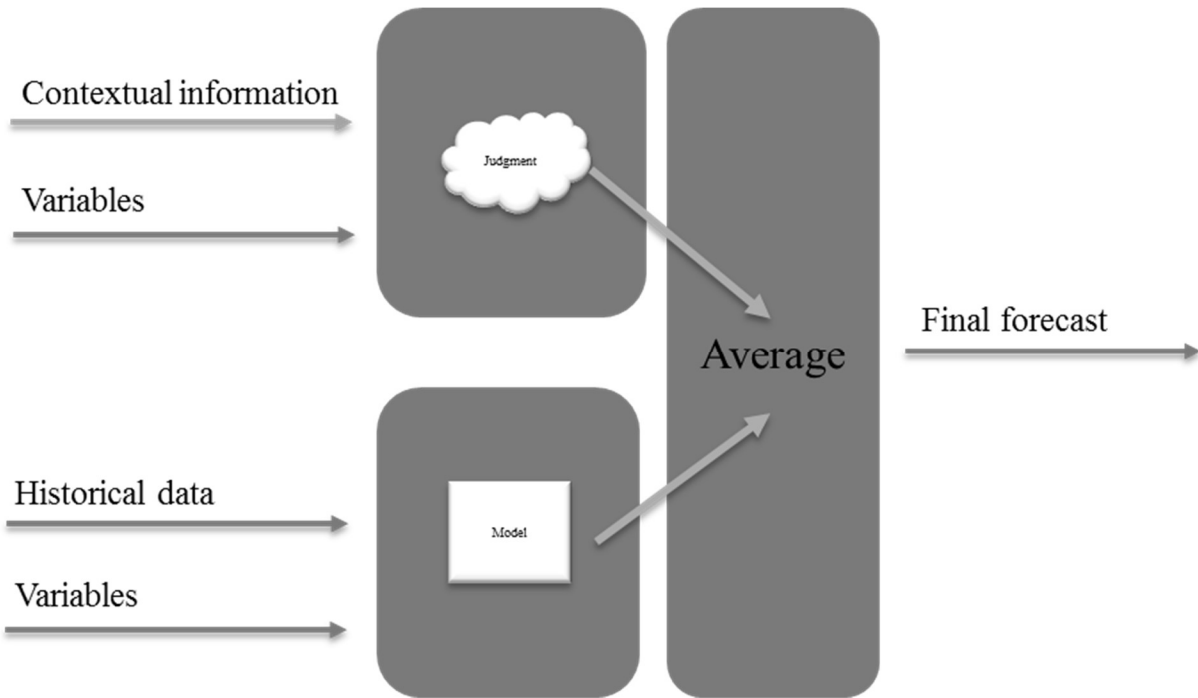 Contextual information
Judgment
Variables
Average
Final forecast
Historical data
Model
Variables